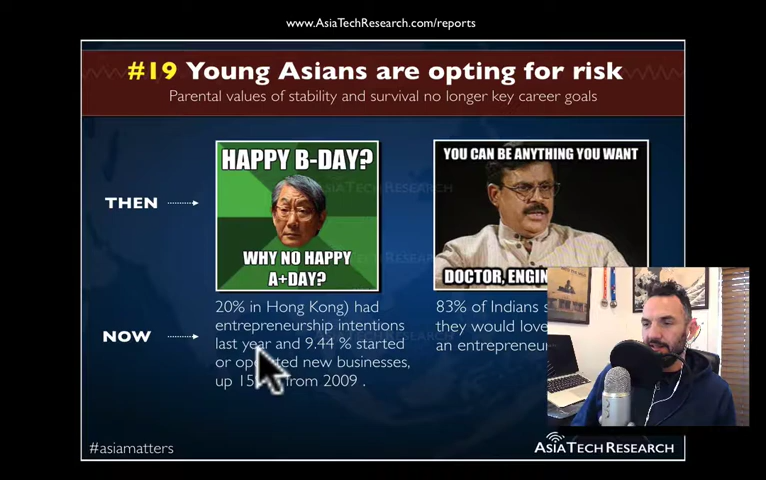 www.AsiaTechResearch.com/reports
#19 Young Asians are opting for risk
Parental values of stability and survival no longer key career goals
THEN
HAPPY B-DAY?
WHY NO HAPPY
A+DAY?
YOU CAN BE ANYTHING YOU WANT
DOCTOR,
NOW
20% in Hong Kong) had
entrepreneurship intentions
last year and 9.44 % started
or operated new businesses,
up from 2009 .
83% of Indians
they would love
an entrepreneur
#asiamatters
ASIATECHRESEARCH